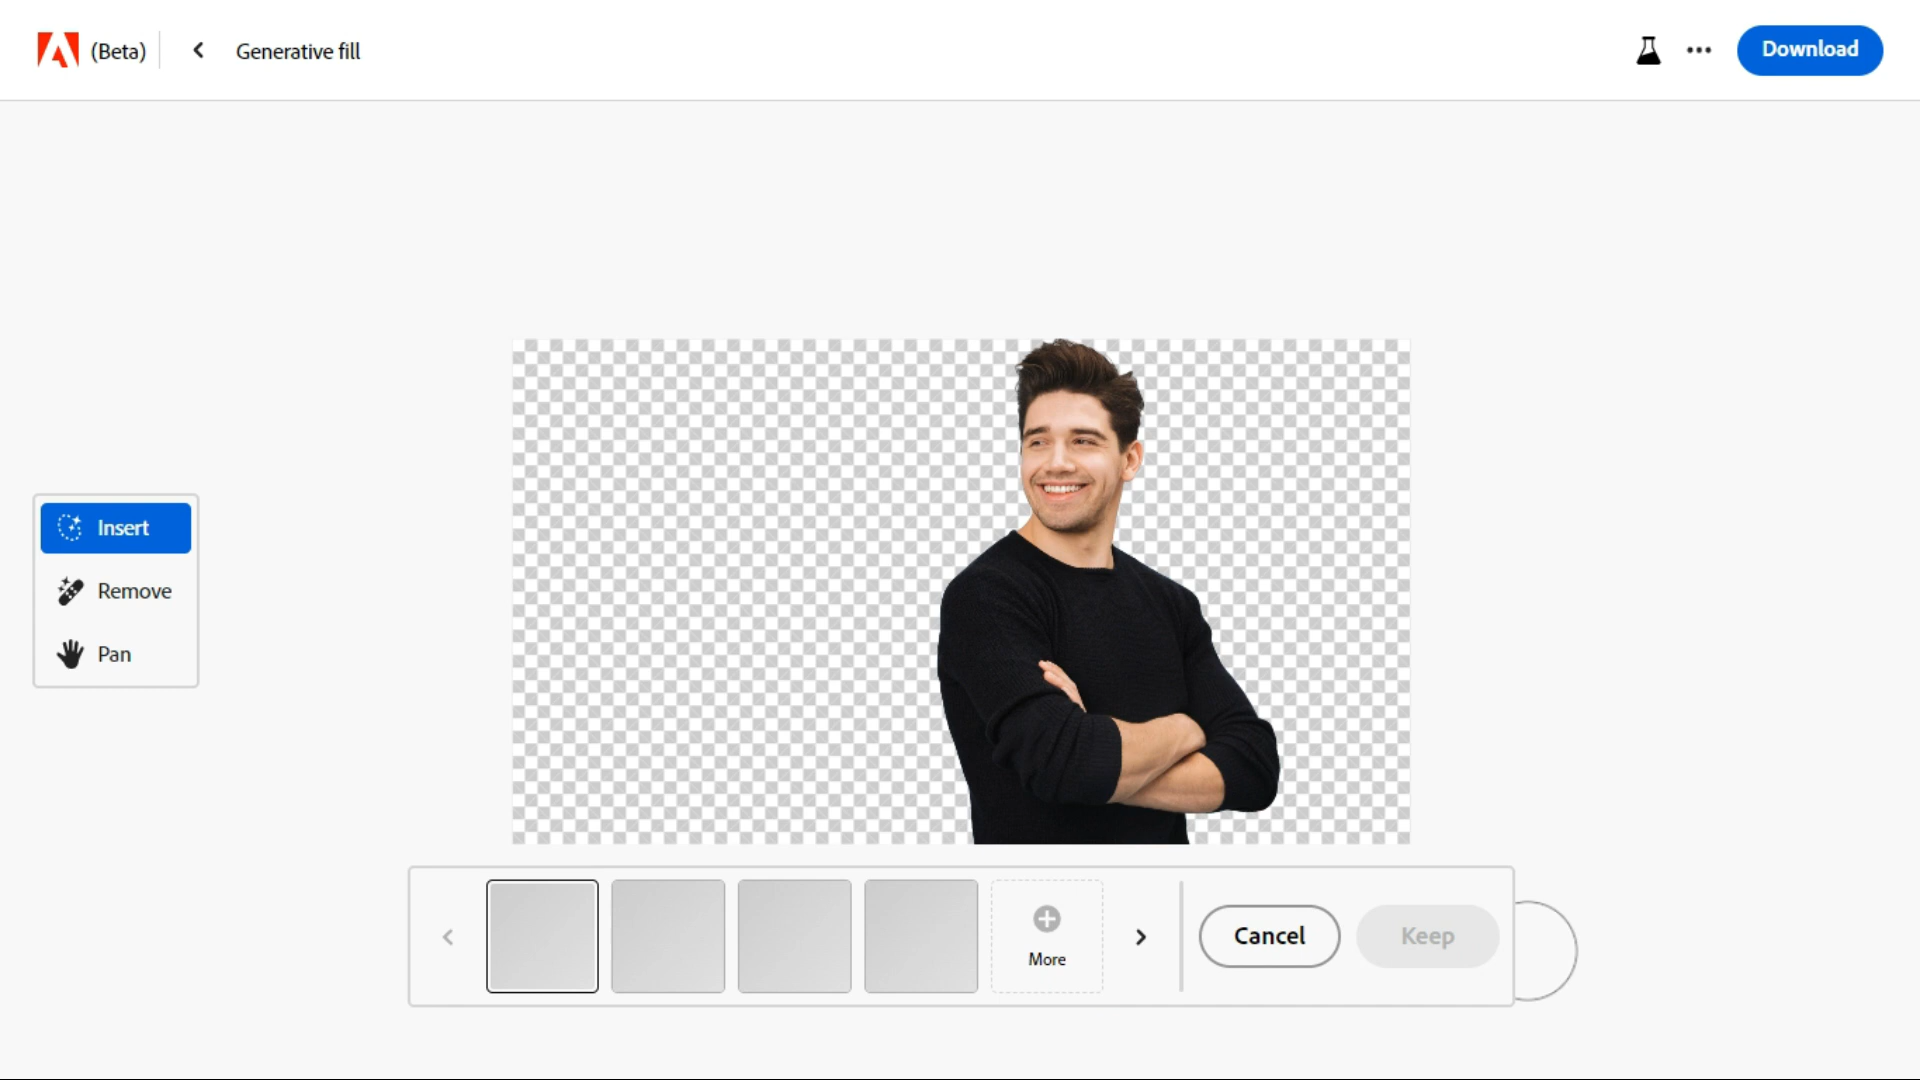 (Beta)
Generative fill
Download
Insert
Remove
Pan
More
Cancel
Keep